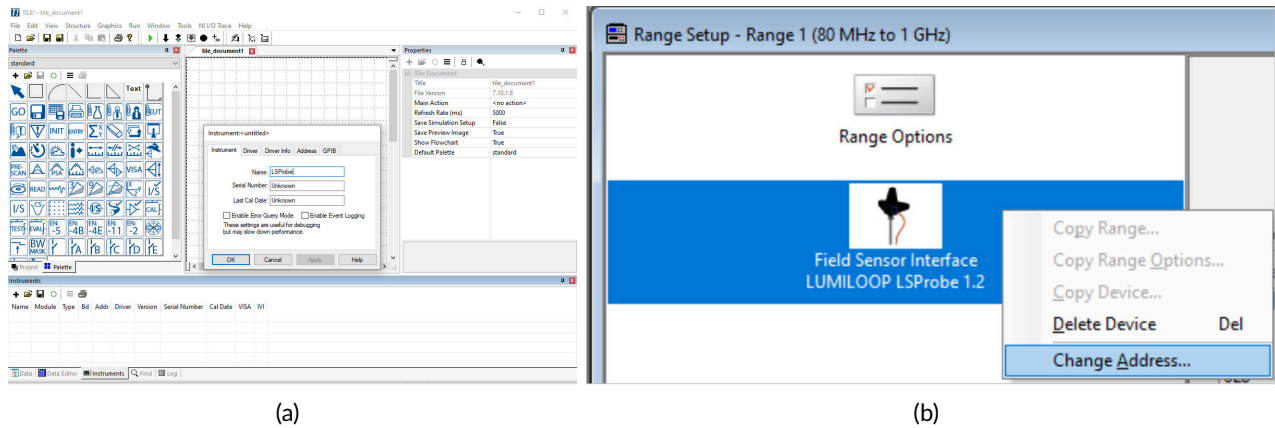 TILE! - tile_document1
File Edit View Structure Graphics Run Window Tools NI I/O Trace Help
Palette
standard
Text
GO
EUT
INIT ENTRY
PRE-SCAN PSA VISA
READ I/S
I/S CAL
TEST EVAL EN: -5 EN: -4B EN: -4E EN: -11 EN: -2
BW MASK A B C D E
Project Palette
tile_document1
Instrument:<untitled>
Instrument Driver Driver Info Address GPIB
Name: LSProbe
Serial Number: Unknown
Last Cal Date: Unknown
Enable Error Query Mode Enable Event Logging
These settings are useful for debugging
but may slow down performance.
OK Cancel Apply Help
Properties
Tile Document
Title tile_document1
File Version 7.10.1.8
Main Action <no action>
Refresh Rate (ms) 5000
Save Simulation Setup False
Save Preview Image True
Show Flowchart True
Default Palette standard
Instruments
Name Module Type Bd Addr Driver Version Serial Number Cal Date VISA IVI
Data Data Editor Instruments Find Log
(a)
Range Setup - Range 1 (80 MHz to 1 GHz)
Range Options
Field Sensor Interface
LUMILOOP LSProbe 1.2
Copy Range...
Copy Range Options...
Copy Device...
Delete Device Del
Change Address...
(b)